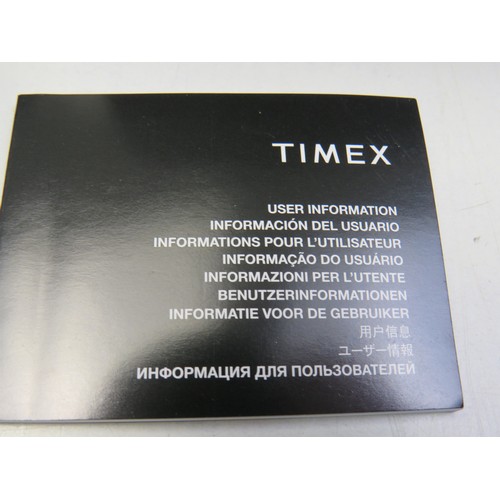 TIMEX
USER INFORMATION
INFORMACIÓN DEL USUARIO
INFORMATIONS POUR L'UTILISATEUR
INFORMAÇÃO DO USUÁRIO
INFORMAZIONI PER L'UTENTE
BENUTZERINFORMATIONEN
INFORMATIE VOOR DE GEBRUIKER
用户信息
ユーザー情報
ИНФОРМАЦИЯ ДЛЯ ПОЛЬЗОВАТЕЛЕЙ